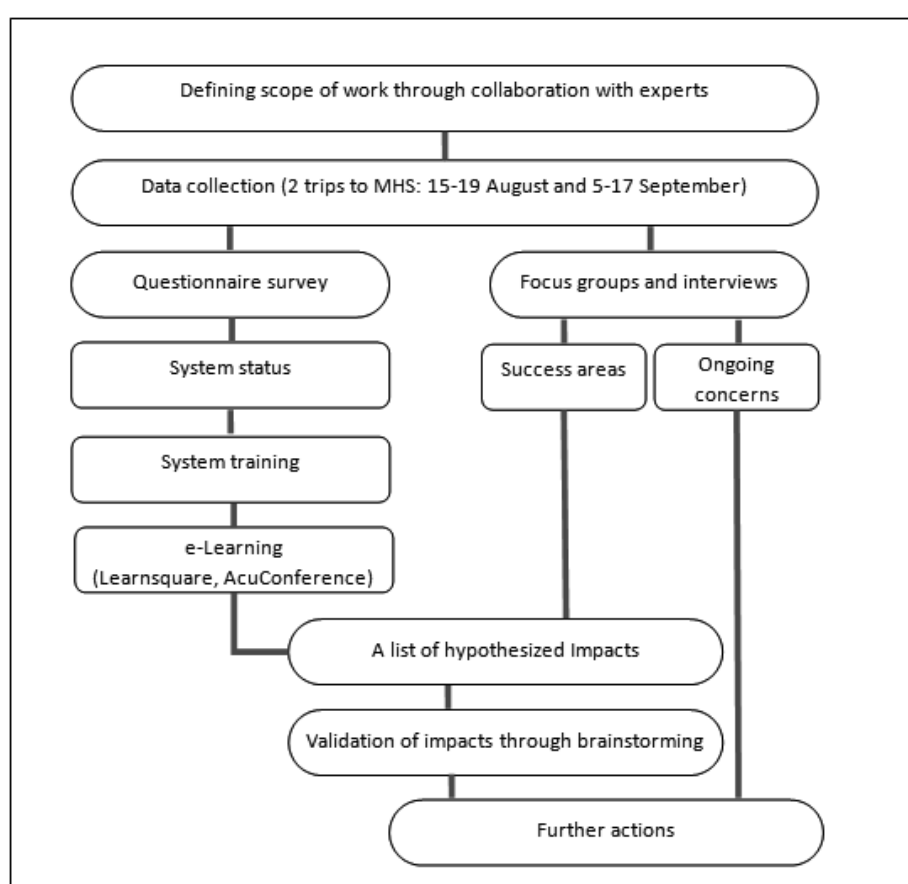 Defining scope of work through collaboration with experts
Data collection (2 trips to MHS: 15-19 August and 5-17 September)
Questionnaire survey
Focus groups and interviews
System status
Success areas
Ongoing
concerns
System training
e-Learning
(Learnsquare, AcuConference)
A list of hypothesized Impacts
Validation of impacts through brainstorming
Further actions